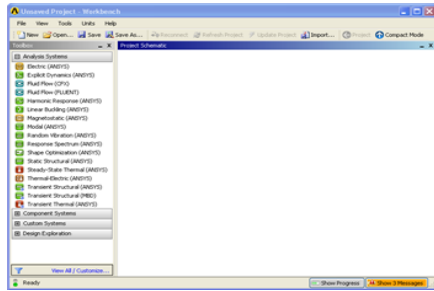 Unsaved Project - Workbench
File View Tools Units Help
New Open... Save Save As... Reconnect Refresh Project Update Project Import... Project Compact Mode
Toolbox Project Schematic
Analysis Systems
Electric (ANSYS)
Explicit Dynamics (ANSYS)
Fluid Flow (CFX)
Fluid Flow (FLUENT)
Harmonic Response (ANSYS)
Linear Buckling (ANSYS)
Magnetostatic (ANSYS)
Modal (ANSYS)
Random Vibration (ANSYS)
Response Spectrum (ANSYS)
Shape Optimization (ANSYS)
Static Structural (ANSYS)
Steady-State Thermal (ANSYS)
Thermal-Electric (ANSYS)
Transient Structural (ANSYS)
Transient Structural (MBD)
Transient Thermal (ANSYS)
Component Systems
Custom Systems
Design Exploration
View All / Customize...
Ready Show Progress Show 3 Messages